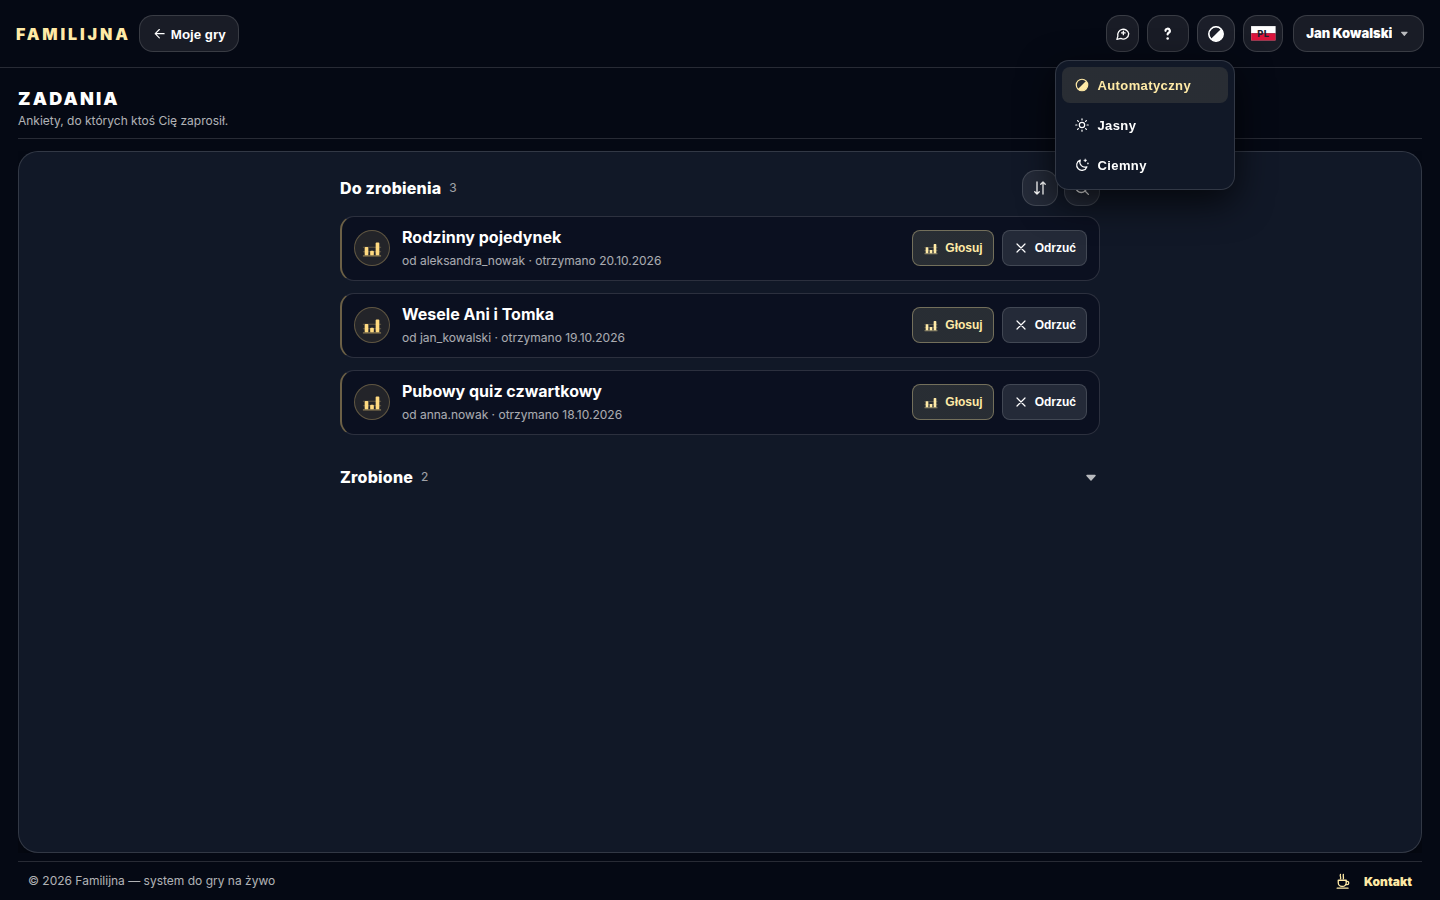 FAMILIJNA
Moje gry
?
PL
Jan Kowalski
Automatyczny
Jasny
Ciemny
ZADANIA
Ankiety, do których ktoś Cię zaprosił.
Do zrobienia 3
Rodzinny pojedynek
od aleksandra_nowak · otrzymano 20.10.2026
Głosuj
Odrzuć
Wesele Ani i Tomka
od jan_kowalski · otrzymano 19.10.2026
Głosuj
Odrzuć
Pubowy quiz czwartkowy
od anna.nowak · otrzymano 18.10.2026
Głosuj
Odrzuć
Zrobione 2
© 2026 Familijna — system do gry na żywo
Kontakt